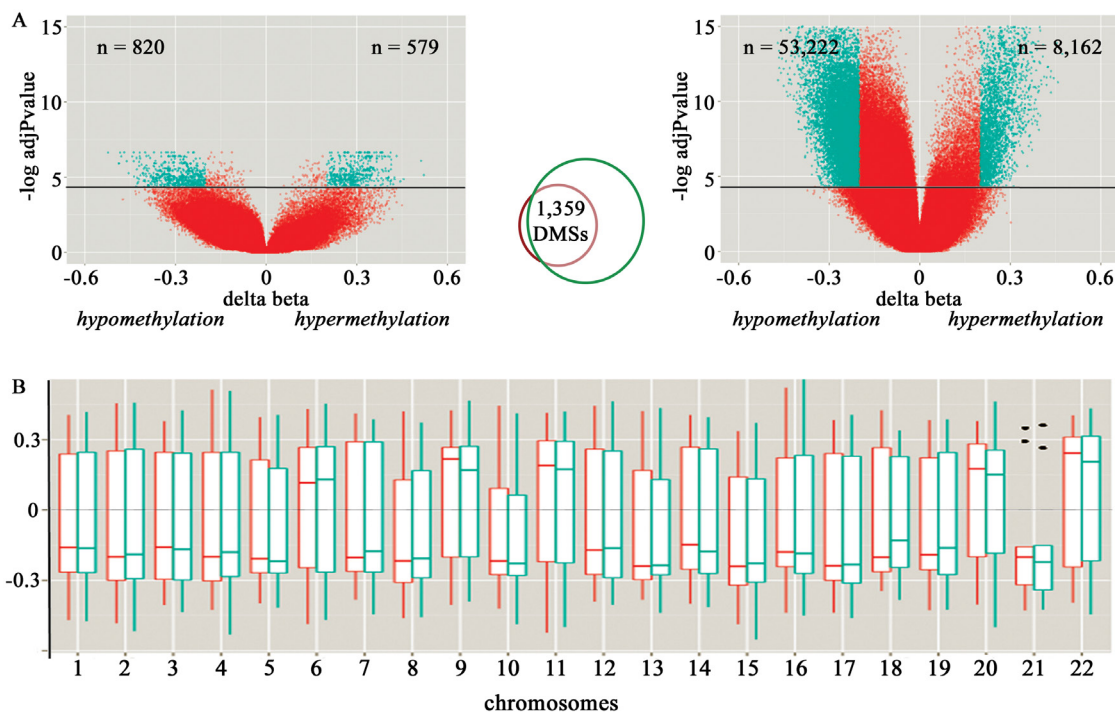 A
15
10
5
0
-log adjPvalue
n = 820
n = 579
-0.6 -0.3 0 0.3 0.6
delta beta
hypomethylation hypermethylation
1,359
DMSs
15
10
5
0
-log adjPvalue
n = 53,222
n = 8,162
-0.6 -0.3 0 0.3 0.6
delta beta
hypomethylation hypermethylation
B
0.3
0
-0.3
1 2 3 4 5 6 7 8 9 10 11 12 13 14 15 16 17 18 19 20 21 22
chromosomes